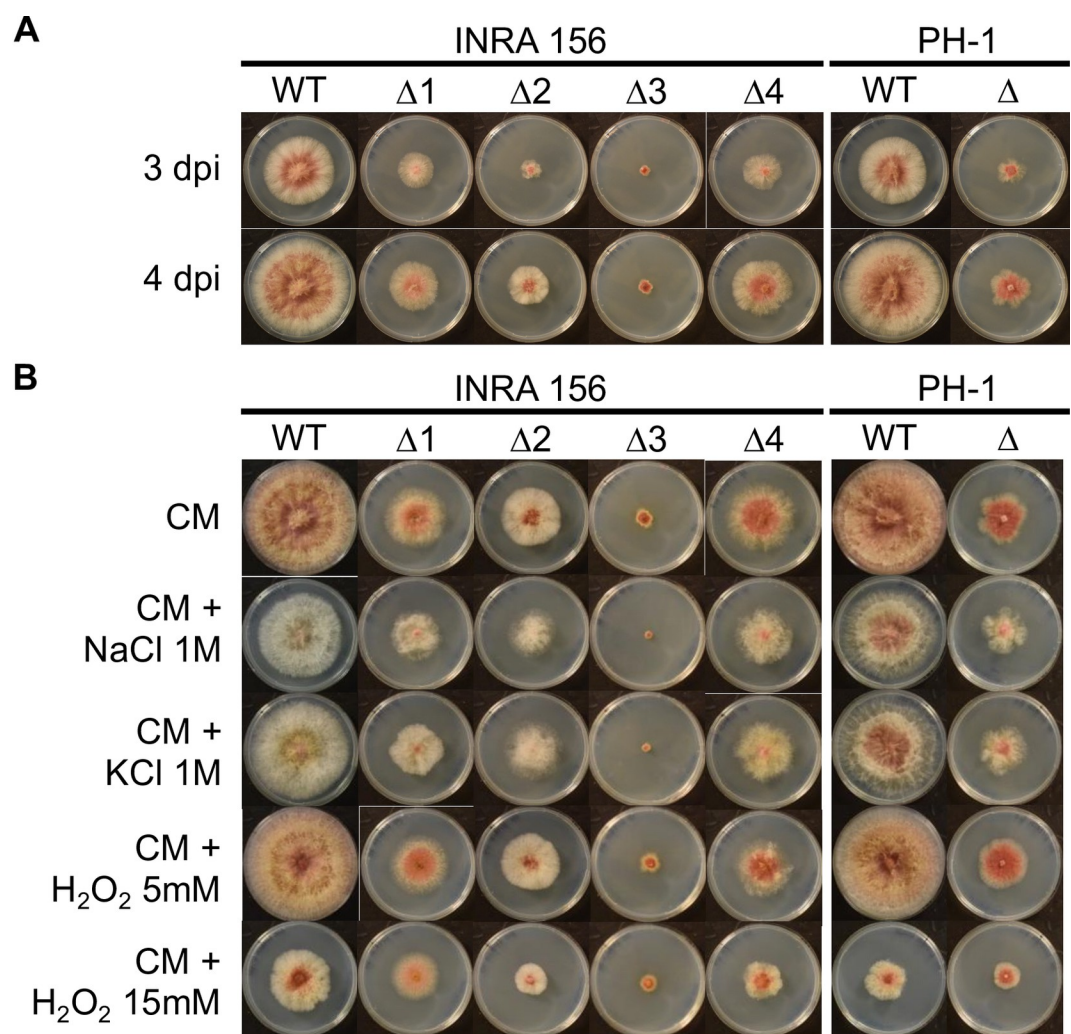 A
INRA 156 PH-1
WT Δ1 Δ2 Δ3 Δ4 WT Δ
3 dpi
4 dpi
B
INRA 156 PH-1
WT Δ1 Δ2 Δ3 Δ4 WT Δ
CM
CM +
NaCl 1M
CM +
KCl 1M
CM +
H₂O₂ 5mM
CM +
H₂O₂ 15mM